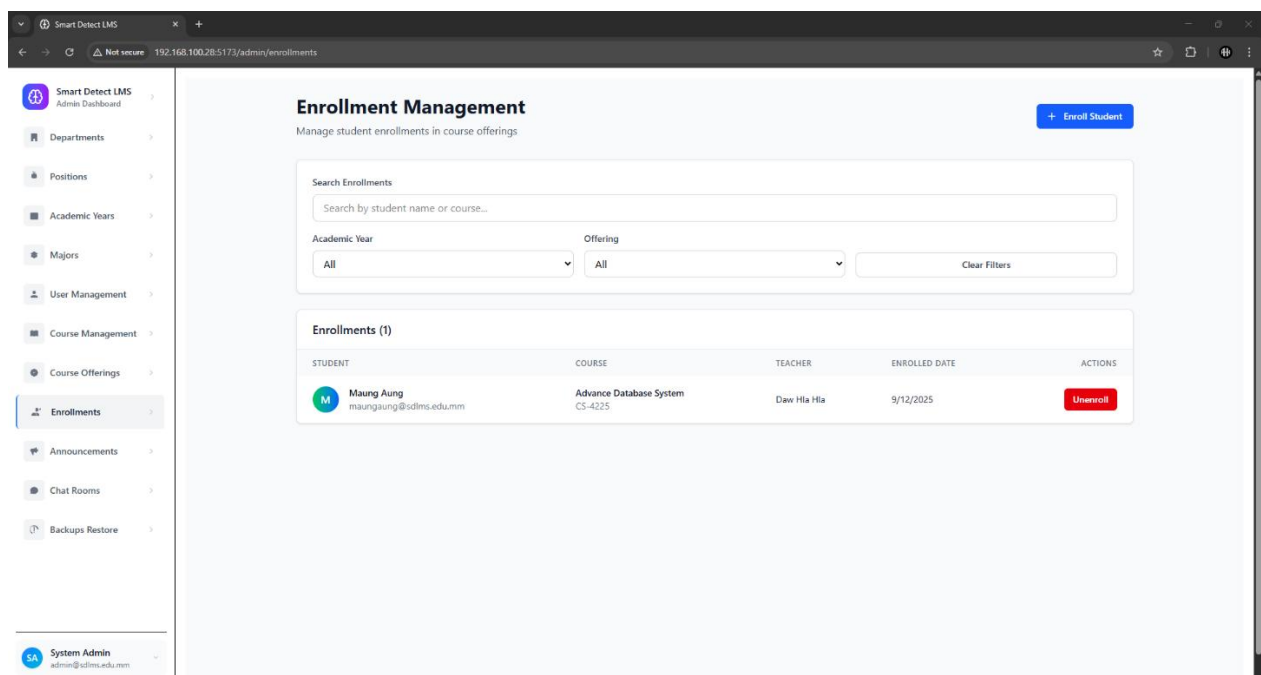 Smart Detect LMS
Not secure 192.168.100.28:5173/admin/enrollments
Smart Detect LMS
Admin Dashboard
Departments
Positions
Academic Years
Majors
User Management
Course Management
Course Offerings
Enrollments
Announcements
Chat Rooms
Backups Restore
SA System Admin
admin@sdlms.edu.mm
Enrollment Management
Manage student enrollments in course offerings
+ Enroll Student
Search Enrollments
Search by student name or course...
Academic Year Offering
All All Clear Filters
Enrollments (1)
STUDENT COURSE TEACHER ENROLLED DATE ACTIONS
M Maung Aung Advance Database System Daw Hla Hla 9/12/2025 Unenroll
maungaung@sdlms.edu.mm CS-4225